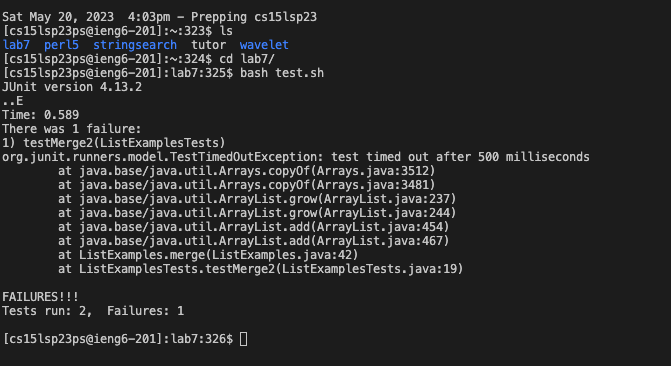 Sat May 20, 2023  4:03pm - Prepping cs15lsp23
[cs15lsp23ps@ieng6-201]:~:323$ ls
lab7  perl5  stringsearch  tutor  wavelet
[cs15lsp23ps@ieng6-201]:~:324$ cd lab7/
[cs15lsp23ps@ieng6-201]:lab7:325$ bash test.sh
JUnit version 4.13.2
..E
Time: 0.589
There was 1 failure:
1) testMerge2(ListExamplesTests)
org.junit.runners.model.TestTimedOutException: test timed out after 500 milliseconds
        at java.base/java.util.Arrays.copyOf(Arrays.java:3512)
        at java.base/java.util.Arrays.copyOf(Arrays.java:3481)
        at java.base/java.util.ArrayList.grow(ArrayList.java:237)
        at java.base/java.util.ArrayList.grow(ArrayList.java:244)
        at java.base/java.util.ArrayList.add(ArrayList.java:454)
        at java.base/java.util.ArrayList.add(ArrayList.java:467)
        at ListExamples.merge(ListExamples.java:42)
        at ListExamplesTests.testMerge2(ListExamplesTests.java:19)
FAILURES!!!
Tests run: 2,  Failures: 1
[cs15lsp23ps@ieng6-201]:lab7:326$